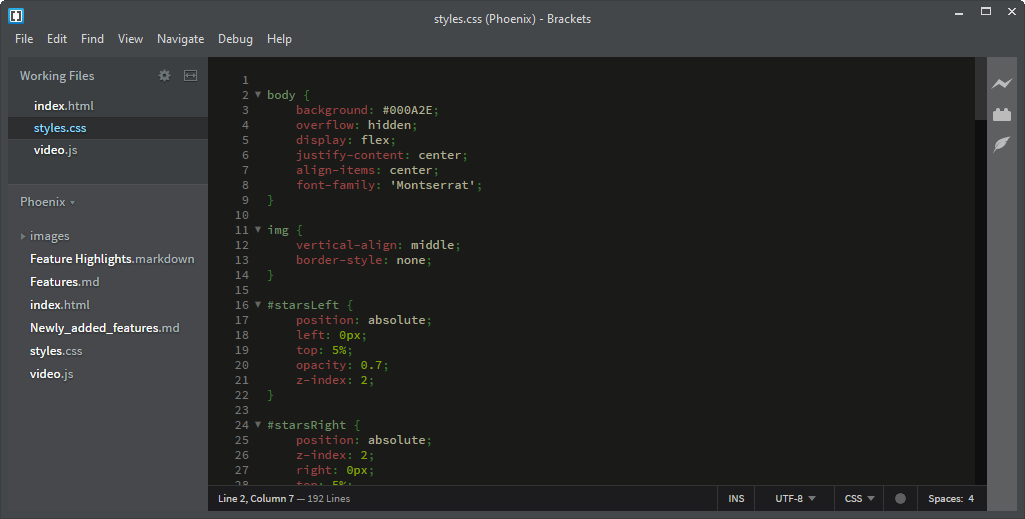 styles.css (Phoenix) - Brackets
File Edit Find View Navigate Debug Help
Working Files
index.html
styles.css
video.js
Phoenix
images
Feature Highlights.markdown
Features.md
index.html
Newly_added_features.md
styles.css
video.js
1
2 body {
3 background: #000A2E;
4 overflow: hidden;
5 display: flex;
6 justify-content: center;
7 align-items: center;
8 font-family: 'Montserrat';
9 }
10
11 img {
12 vertical-align: middle;
13 border-style: none;
14 }
15
16 #starsLeft {
17 position: absolute;
18 left: 0px;
19 top: 5%;
20 opacity: 0.7;
21 z-index: 2;
22 }
23
24 #starsRight {
25 position: absolute;
26 z-index: 2;
27 right: 0px;
28 top: 5%;
Line 2, Column 7 — 192 Lines INS UTF-8 CSS Spaces: 4